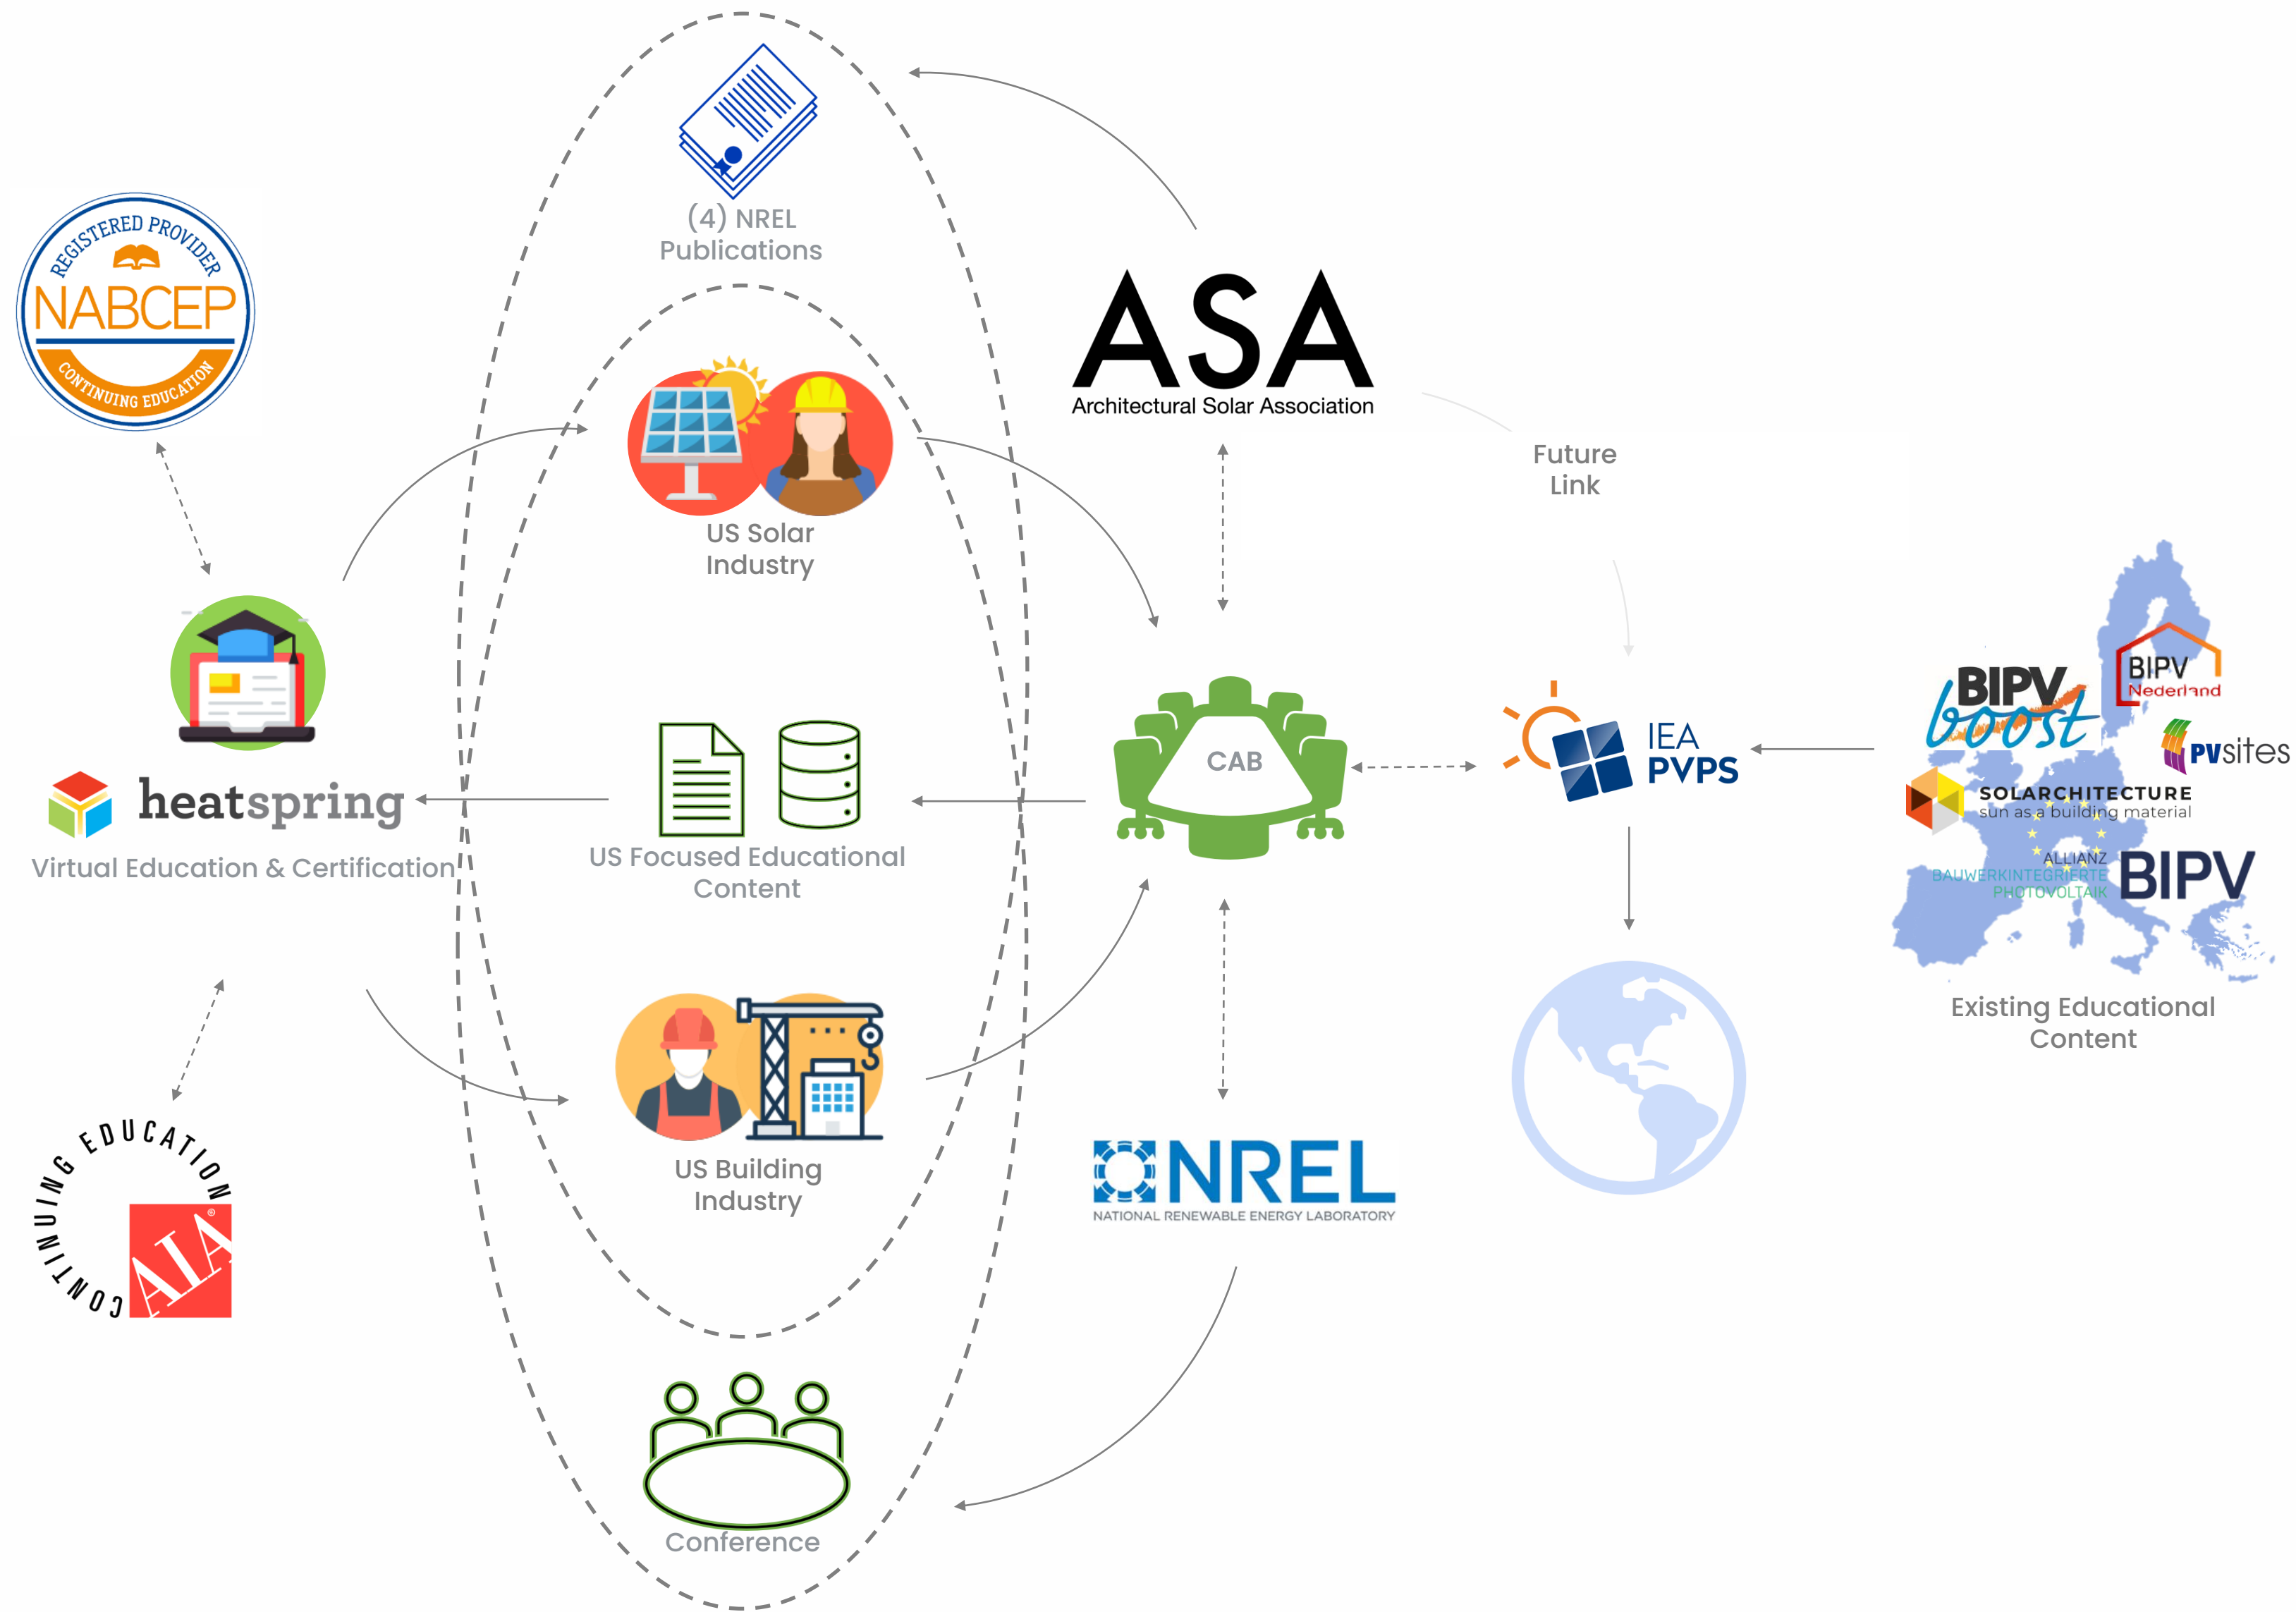 REGISTERED PROVIDER
NABCEP
CONTINUING EDUCATION
heatspring
Virtual Education & Certification
CONTINUING EDUCATION
AIA®
(4) NREL
Publications
US Solar
Industry
US Focused Educational
Content
US Building
Industry
Conference
ASA
Architectural Solar Association
CAB
NREL
NATIONAL RENEWABLE ENERGY LABORATORY
Future
Link
IEA
PVPS
BIPV
boost
BIPV
Nederland
PVsites
SOLARCHITECTURE
sun as a building material
ALLIANZ
BAUWERKINTEGRIERTE
PHOTOVOLTAIK
BIPV
Existing Educational
Content